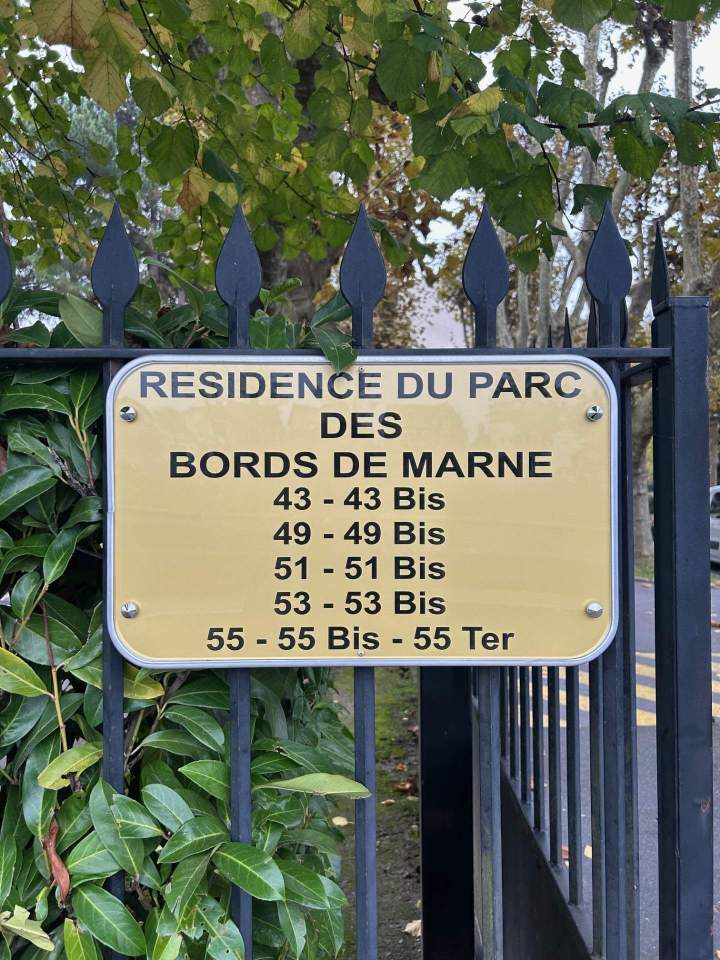 RESIDENCE DU PARC
DES
BORDS DE MARNE
43 - 43 Bis
49 - 49 Bis
51 - 51 Bis
53 - 53 Bis
55 - 55 Bis - 55 Ter